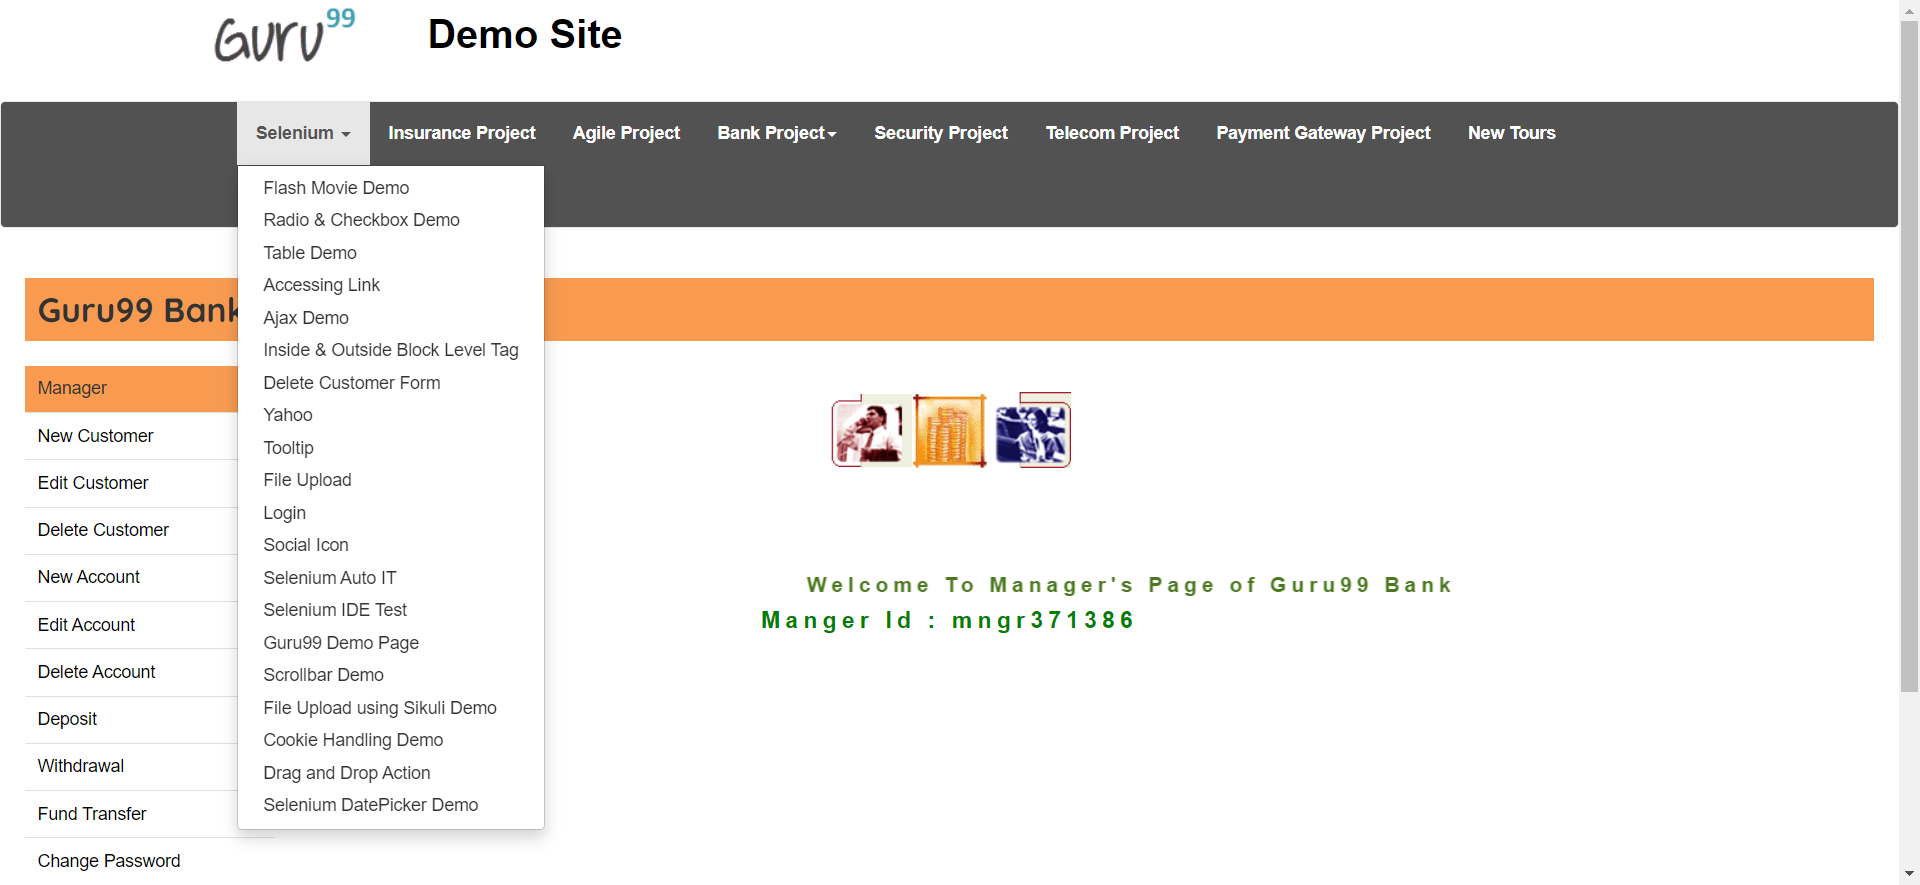 Guru99
Demo Site
Selenium
Insurance Project
Agile Project
Bank Project
Security Project
Telecom Project
Payment Gateway Project
New Tours
Flash Movie Demo
Radio & Checkbox Demo
Table Demo
Accessing Link
Ajax Demo
Inside & Outside Block Level Tag
Delete Customer Form
Yahoo
Tooltip
File Upload
Login
Social Icon
Selenium Auto IT
Selenium IDE Test
Guru99 Demo Page
Scrollbar Demo
File Upload using Sikuli Demo
Cookie Handling Demo
Drag and Drop Action
Selenium DatePicker Demo
Guru99 Bank
Manager
New Customer
Edit Customer
Delete Customer
New Account
Edit Account
Delete Account
Deposit
Withdrawal
Fund Transfer
Change Password
Welcome To Manager's Page of Guru99 Bank
Manger Id : mngr371386